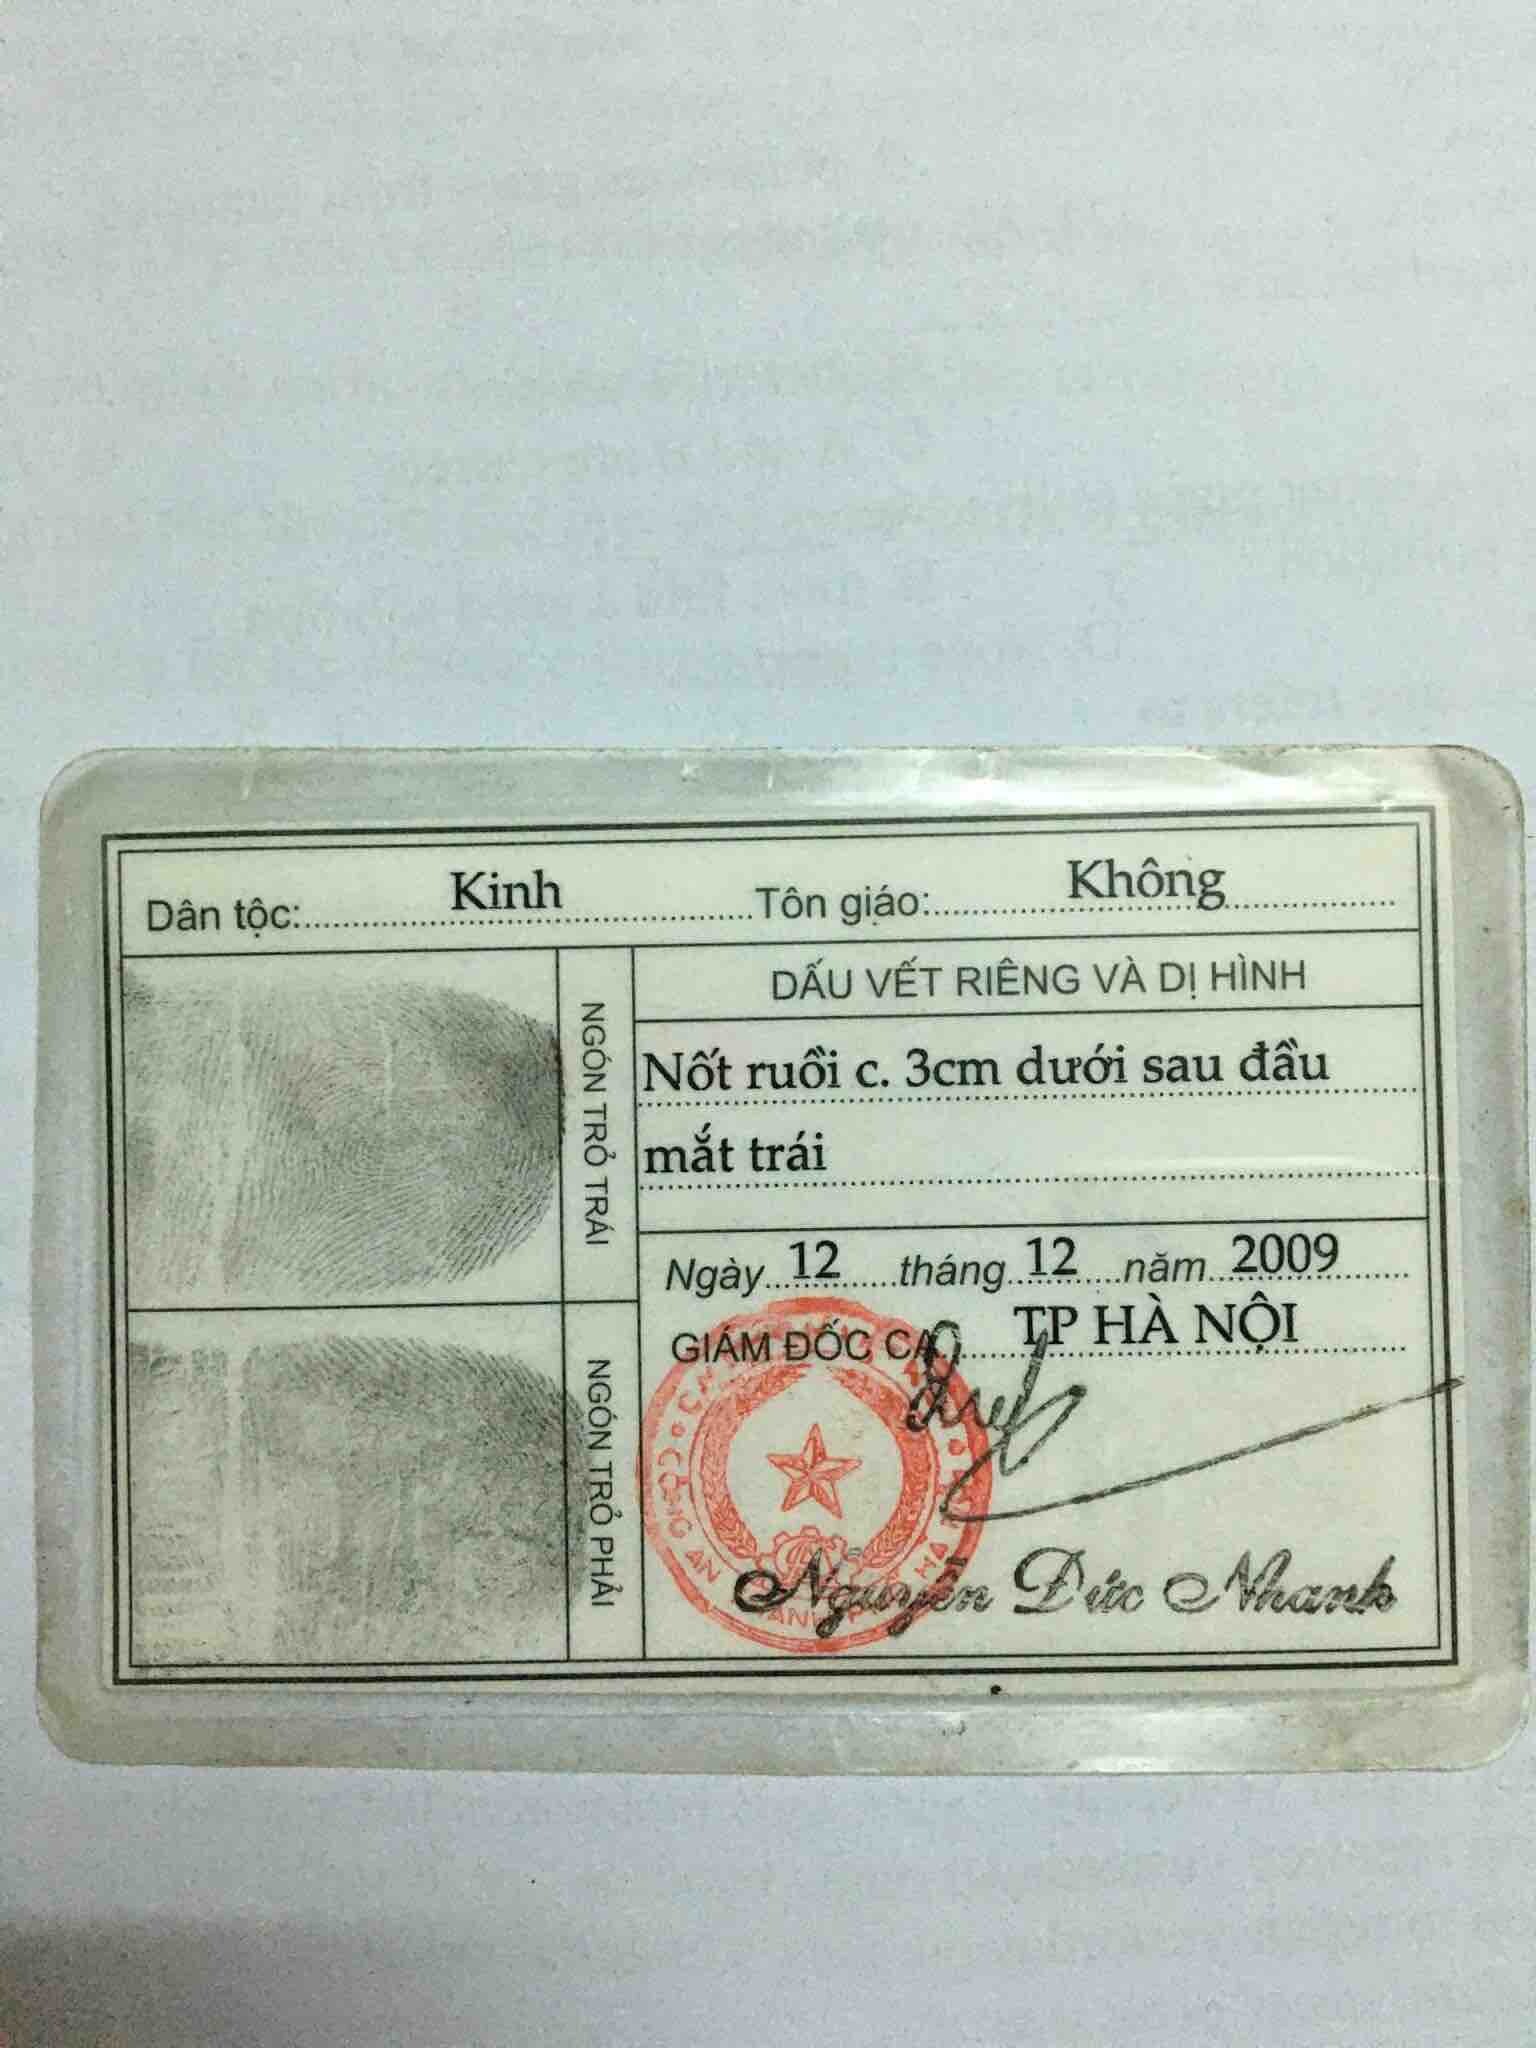 Dân tộc: Kinh Tôn giáo: Không
NGÓN TRỎ TRÁI
NGÓN TRỎ PHẢI
DẤU VẾT RIÊNG VÀ DỊ HÌNH
Nốt ruồi c. 3cm dưới sau đầu
mắt trái
Ngày 12 tháng 12 năm 2009
GIÁM ĐỐC CA TP HÀ NỘI
CÔNG AN
Nguyễn Đức Nhanh